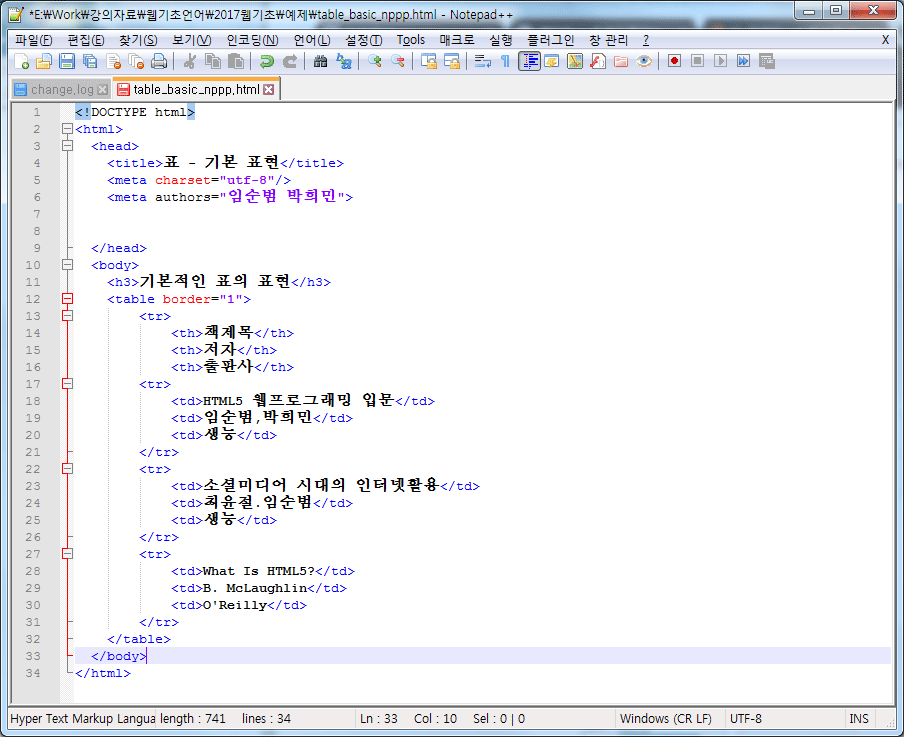 *E:₩Work₩강의자료₩웹기초언어₩2017웹기초₩예제₩table_basic_nppp.html - Notepad++
파일(F) 편집(E) 찾기(S) 보기(V) 인코딩(N) 언어(L) 설정(T) Tools 매크로 실행 플러그인 창 관리 ? X
change.log table_basic_nppp.html
1 <!DOCTYPE html>
2 <html>
3 <head>
4 <title>표 - 기본 표현</title>
5 <meta charset="utf-8"/>
6 <meta authors="임순범 박희민">
7
8
9 </head>
10 <body>
11 <h3>기본적인 표의 표현</h3>
12 <table border="1">
13 <tr>
14 <th>책제목</th>
15 <th>저자</th>
16 <th>출판사</th>
17 <tr>
18 <td>HTML5 웹프로그래밍 입문</td>
19 <td>임순범,박희민</td>
20 <td>생능</td>
21 </tr>
22 <tr>
23 <td>소셜미디어 시대의 인터넷활용</td>
24 <td>최윤철.임순범</td>
25 <td>생능</td>
26 </tr>
27 <tr>
28 <td>What Is HTML5?</td>
29 <td>B. McLaughlin</td>
30 <td>O'Reilly</td>
31 </tr>
32 </table>
33 </body>
34 </html>
Hyper Text Markup Langua length : 741 lines : 34 Ln : 33 Col : 10 Sel : 0 | 0 Windows (CR LF) UTF-8 INS